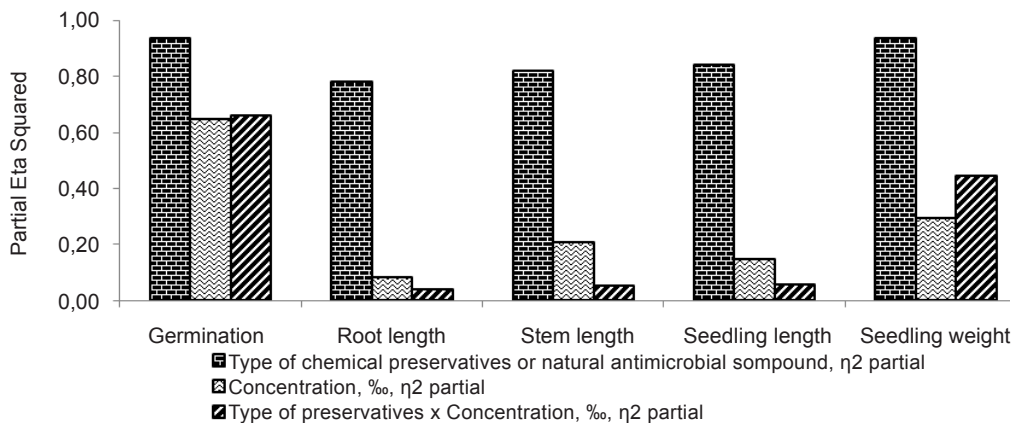 Partial Eta Squared
1,00
0,80
0,60
0,40
0,20
0,00
Germination Root length Stem length Seedling length Seedling weight
Type of chemical preservatives or natural antimicrobial sompound, η2 partial
Concentration, ‰, η2 partial
Type of preservatives x Concentration, ‰, η2 partial